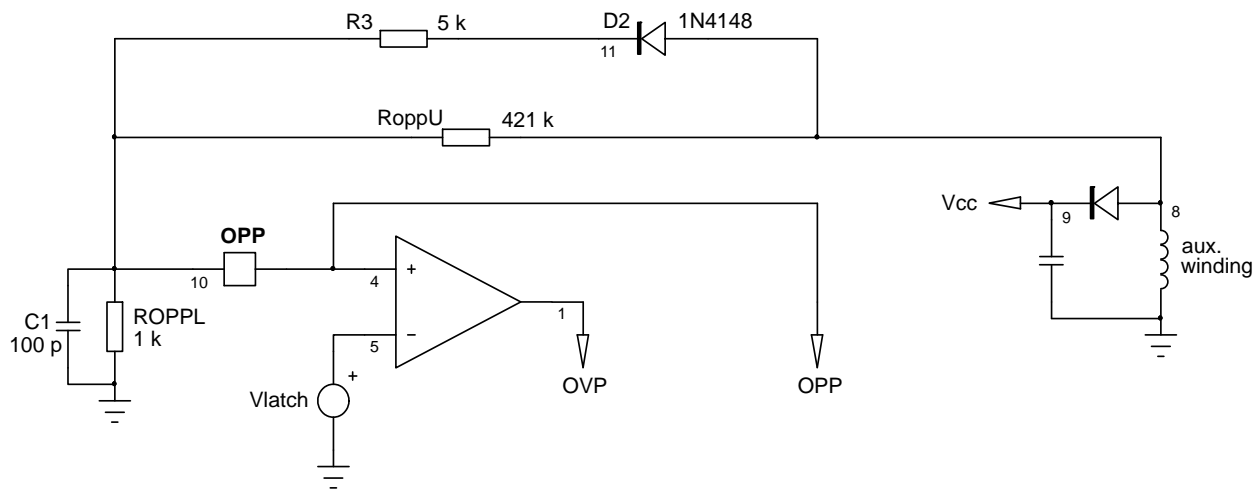 R3
5 k
D2
1N4148
11
RoppU
421 k
Vcc
9
8
OPP
aux.
winding
10
4
+
C1
100 p
ROPPL
1 k
1
5
−
+
Vlatch
OVP
OPP